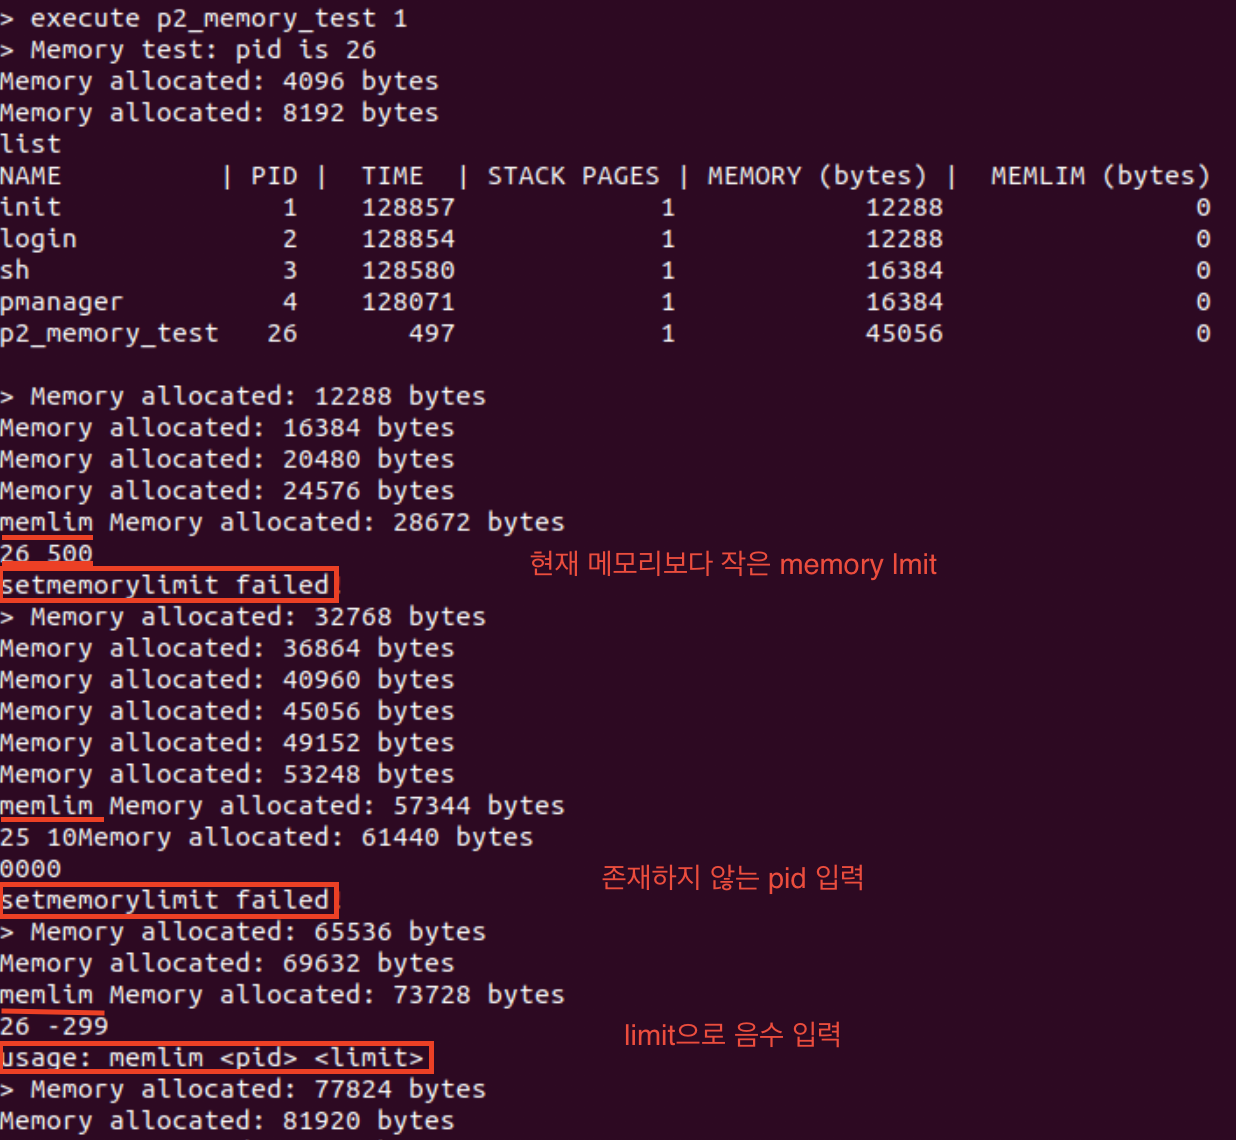 > execute p2_memory_test 1
> Memory test: pid is 26
Memory allocated: 4096 bytes
Memory allocated: 8192 bytes
list
NAME | PID | TIME | STACK PAGES | MEMORY (bytes) | MEMLIM (bytes)
init 1 128857 1 12288 0
login 2 128854 1 12288 0
sh 3 128580 1 16384 0
pmanager 4 128071 1 16384 0
p2_memory_test 26 497 1 45056 0
> Memory allocated: 12288 bytes
Memory allocated: 16384 bytes
Memory allocated: 20480 bytes
Memory allocated: 24576 bytes
memlim Memory allocated: 28672 bytes
26 500
현재 메모리보다 작은 memory lmit
setmemorylimit failed
> Memory allocated: 32768 bytes
Memory allocated: 36864 bytes
Memory allocated: 40960 bytes
Memory allocated: 45056 bytes
Memory allocated: 49152 bytes
Memory allocated: 53248 bytes
memlim Memory allocated: 57344 bytes
25 10Memory allocated: 61440 bytes
0000
존재하지 않는 pid 입력
setmemorylimit failed
> Memory allocated: 65536 bytes
Memory allocated: 69632 bytes
memlim Memory allocated: 73728 bytes
26 -299
limit으로 음수 입력
usage: memlim <pid> <limit>
> Memory allocated: 77824 bytes
Memory allocated: 81920 bytes